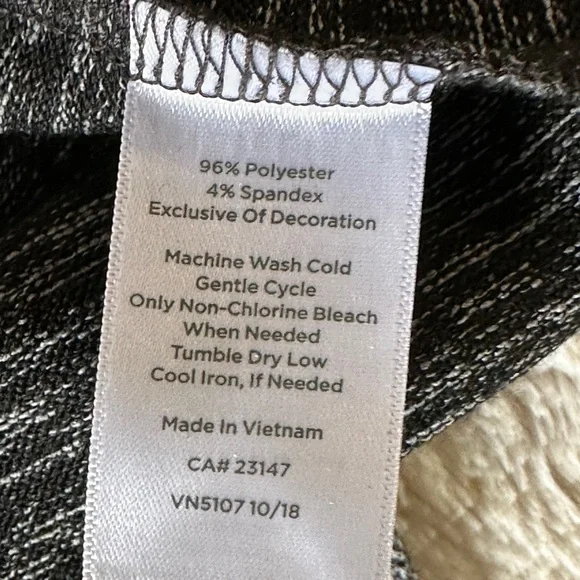 96% Polyester
4% Spandex
Exclusive Of Decoration
Machine Wash Cold
Gentle Cycle
Only Non-Chlorine Bleach
When Needed
Tumble Dry Low
Cool Iron, If Needed
Made In Vietnam
CA# 23147
VN5107 10/18